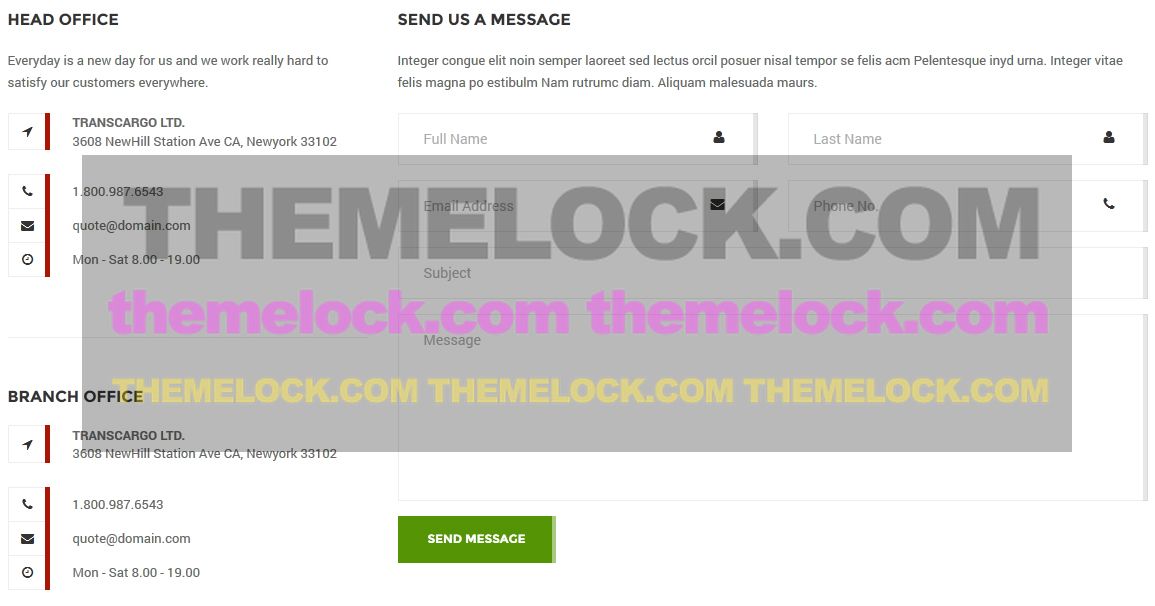 HEAD OFFICE
Everyday is a new day for us and we work really hard to
satisfy our customers everywhere.
TRANSCARGO LTD.
3608 NewHill Station Ave CA, Newyork 33102
1.800.987.6543
quote@domain.com
Mon - Sat 8.00 - 19.00
BRANCH OFFICE
TRANSCARGO LTD.
3608 NewHill Station Ave CA, Newyork 33102
1.800.987.6543
quote@domain.com
Mon - Sat 8.00 - 19.00
SEND US A MESSAGE
Integer congue elit noin semper laoreet sed lectus orcil posuer nisal tempor se felis acm Pelentesque inyd urna. Integer vitae
felis magna po estibulm Nam rutrumc diam. Aliquam malesuada maurs.
Full Name
Last Name
Email Address
Phone No.
Subject
Message
SEND MESSAGE
THEMELOCK.COM
themelock.com themelock.com
THEMELOCK.COM THEMELOCK.COM THEMELOCK.COM